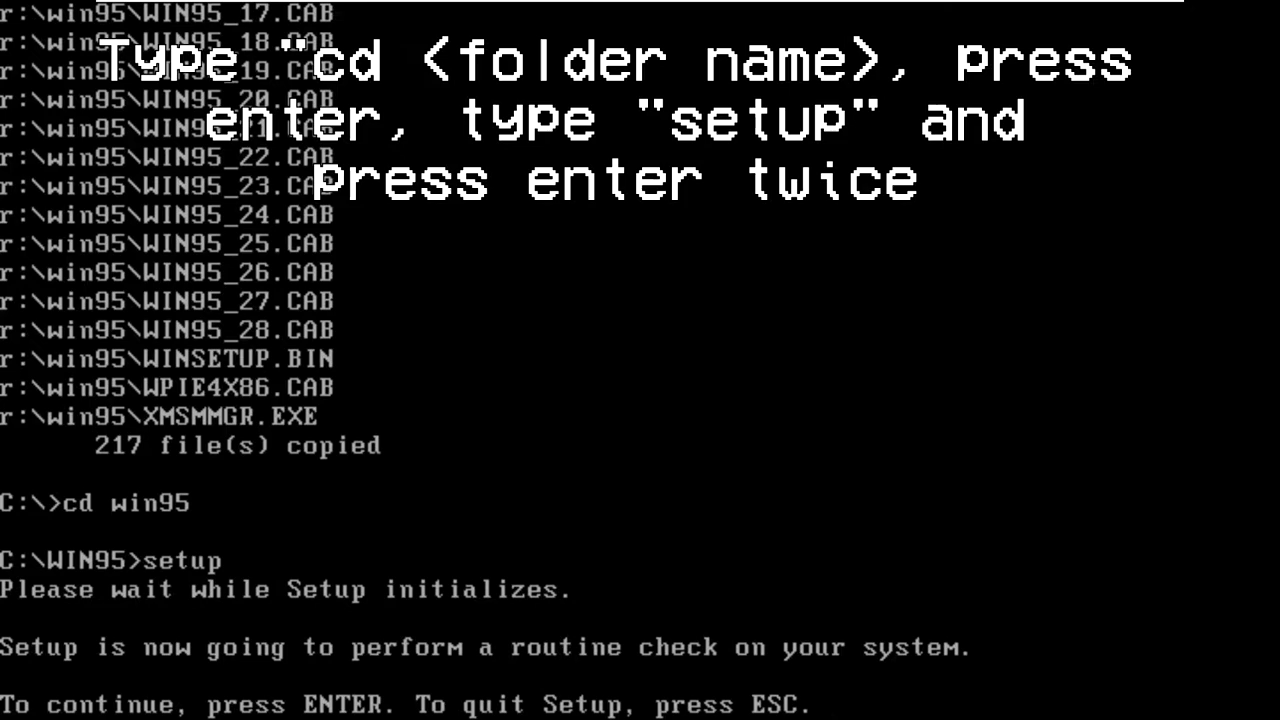 r:\win95\WIN95_17.CAB
r:\win95\WIN95_18.CAB
Type "cd <folder name>, press
r:\win95\WIN95_19.CAB
r:\win95\WIN95_20.CAB
enter, type "setup" and
r:\win95\WIN95_21.CAB
r:\win95\WIN95_22.CAB
press enter twice
r:\win95\WIN95_23.CAB
r:\win95\WIN95_24.CAB
r:\win95\WIN95_25.CAB
r:\win95\WIN95_26.CAB
r:\win95\WIN95_27.CAB
r:\win95\WIN95_28.CAB
r:\win95\WINSETUP.BIN
r:\win95\WPIE4X86.CAB
r:\win95\XMSMMGR.EXE
217 file(s) copied
C:\>cd win95
C:\WIN95>setup
Please wait while Setup initializes.
Setup is now going to perform a routine check on your system.
To continue, press ENTER. To quit Setup, press ESC.